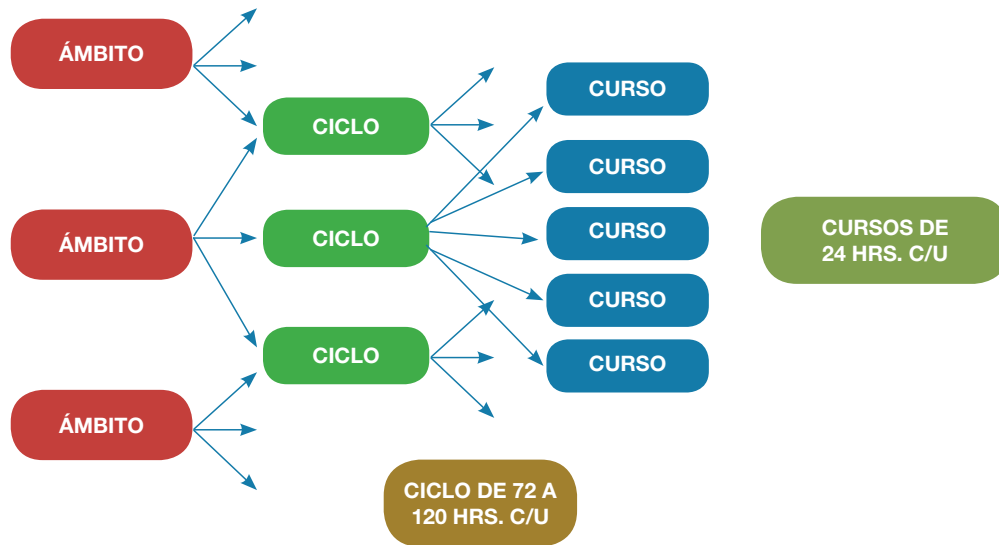 ÁMBITO
ÁMBITO
ÁMBITO
CICLO
CICLO
CICLO
CURSO
CURSO
CURSO
CURSO
CURSO
CURSOS DE
24 HRS. C/U
CICLO DE 72 A
120 HRS. C/U